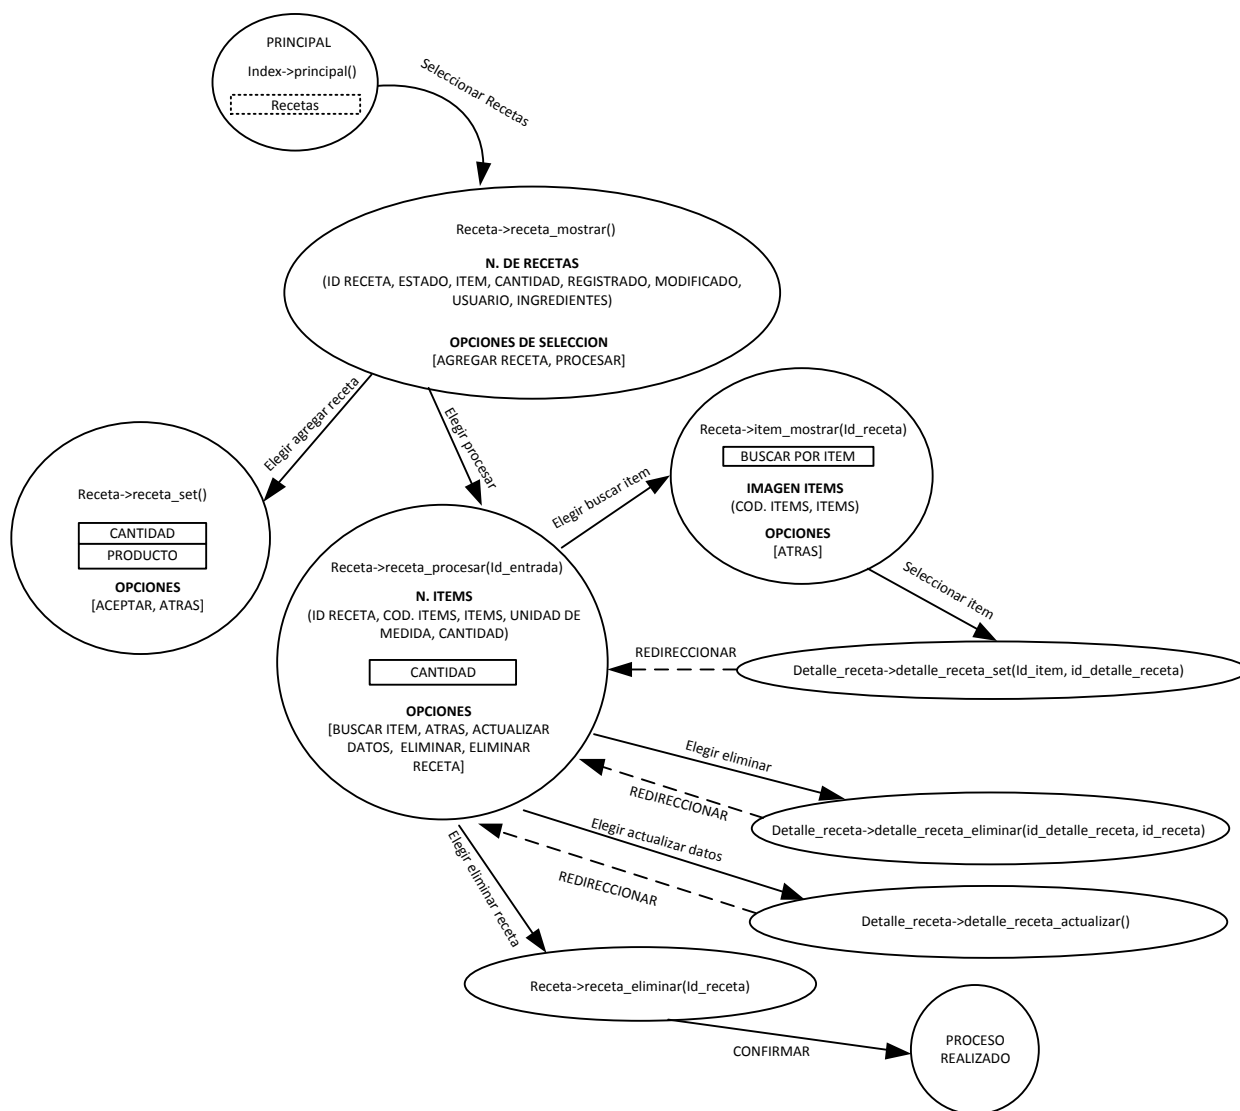 PRINCIPAL
Index->principal()
Recetas
Seleccionar Recetas
Receta->receta_mostrar()
N. DE RECETAS
(ID RECETA, ESTADO, ITEM, CANTIDAD, REGISTRADO, MODIFICADO,
USUARIO, INGREDIENTES)
OPCIONES DE SELECCION
[AGREGAR RECETA, PROCESAR]
Elegir agregar receta
Elegir procesar
Receta->receta_set()
CANTIDAD
PRODUCTO
OPCIONES
[ACEPTAR, ATRAS]
Receta->receta_procesar(Id_entrada)
N. ITEMS
(ID RECETA, COD. ITEMS, ITEMS, UNIDAD DE
MEDIDA, CANTIDAD)
CANTIDAD
OPCIONES
[BUSCAR ITEM, ATRAS, ACTUALIZAR
DATOS,  ELIMINAR, ELIMINAR
RECETA]
Elegir buscar item
Receta->item_mostrar(Id_receta)
BUSCAR POR ITEM
IMAGEN ITEMS
(COD. ITEMS, ITEMS)
OPCIONES
[ATRAS]
Seleccionar item
REDIRECCIONAR
Detalle_receta->detalle_receta_set(Id_item, id_detalle_receta)
Elegir eliminar
REDIRECCIONAR
Detalle_receta->detalle_receta_eliminar(id_detalle_receta, id_receta)
Elegir actualizar datos
REDIRECCIONAR
Detalle_receta->detalle_receta_actualizar()
Elegir eliminar receta
Receta->receta_eliminar(Id_receta)
CONFIRMAR
PROCESO
REALIZADO